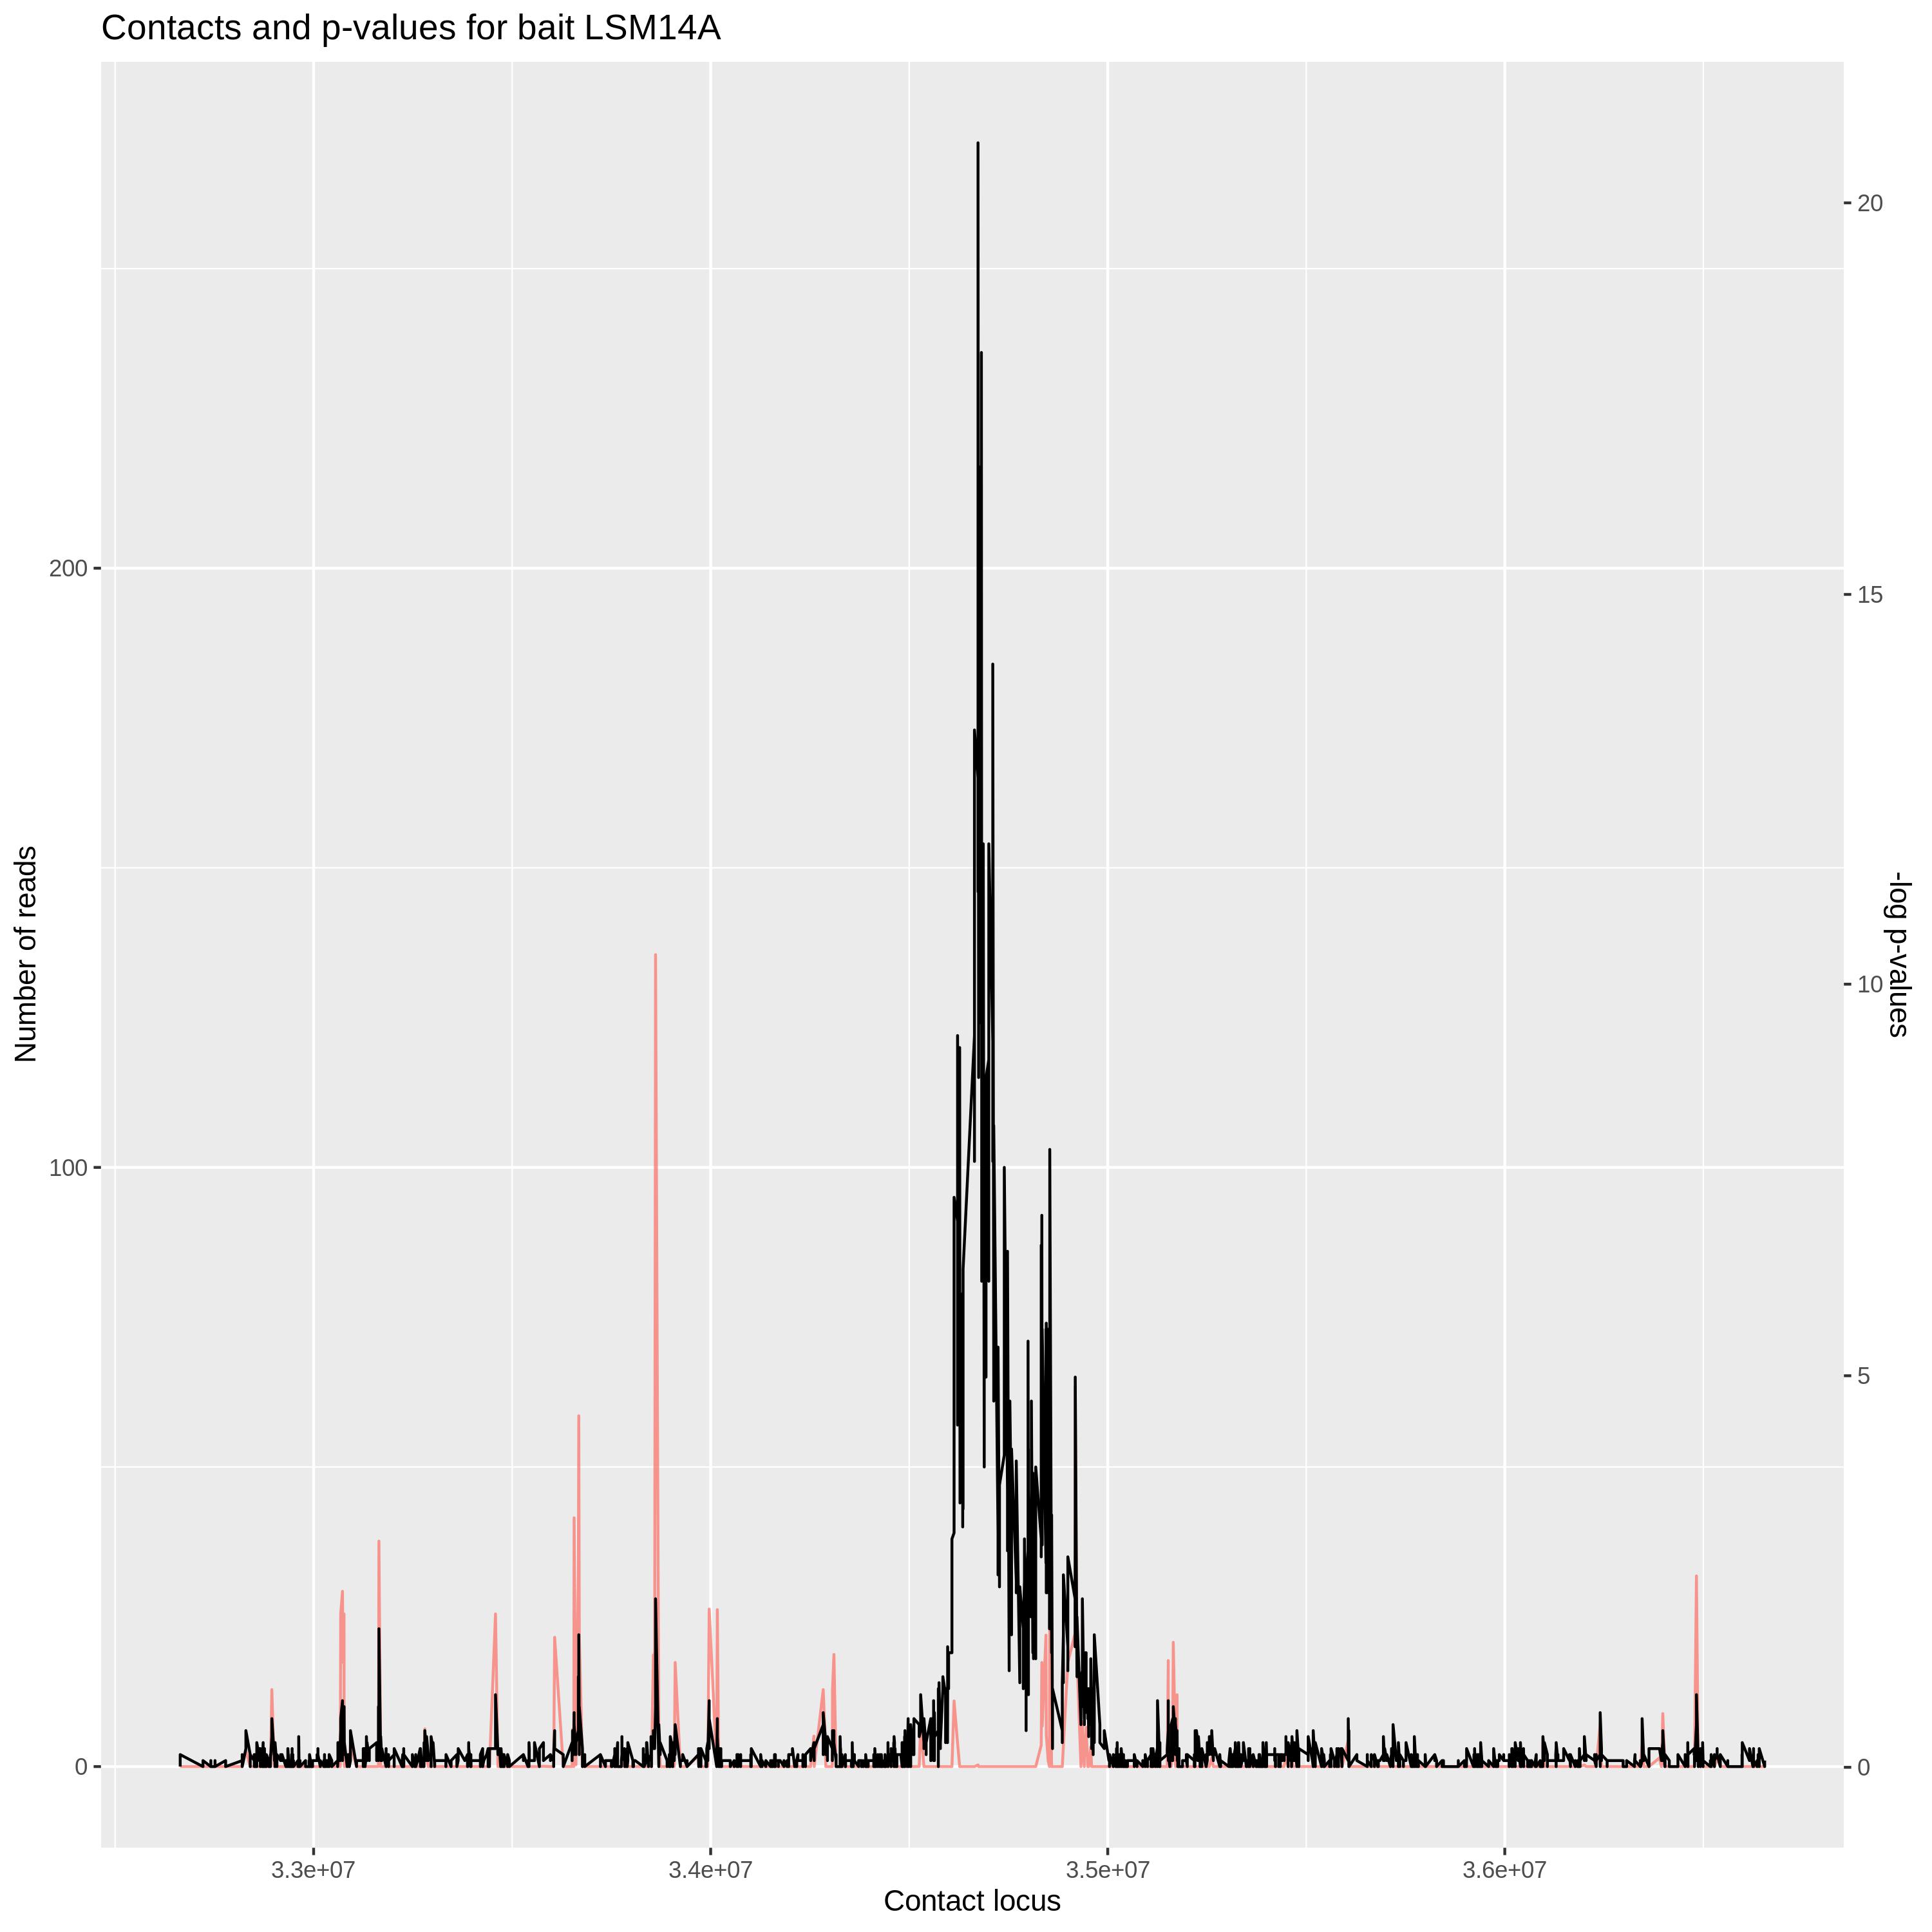 Contacts and p-values for bait LSM14A
Number of reads
200
100
0
20
15
10
5
0
-log p-values
3.3e+07
3.4e+07
3.5e+07
3.6e+07
Contact locus